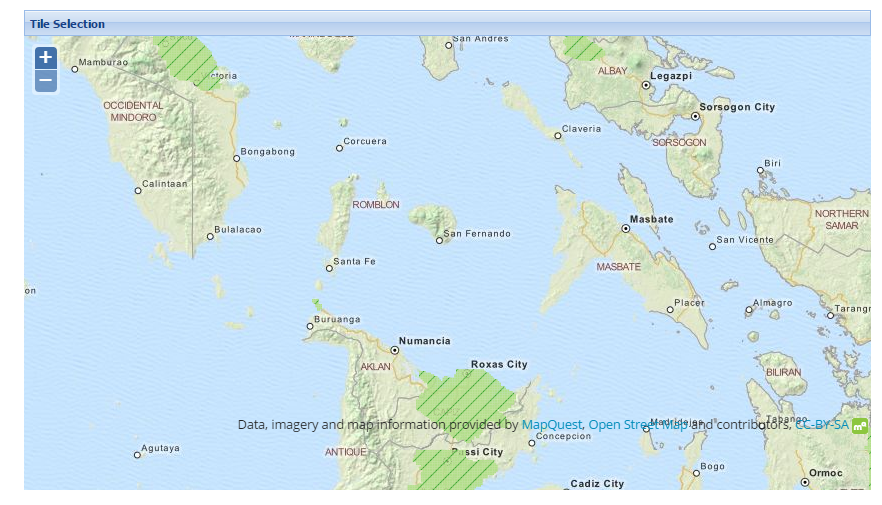 Tile Selection
+
−
San Andres
Mamburao
ALBAY
Legazpi
OCCIDENTAL
MINDORO
Sorsogon City
Claveria
Corcuera
SORSOGON
Bongabong
Biri
Calintaan
ROMBLON
NORTHERN
SAMAR
Masbate
Bulalacao
San Fernando
San Vicente
Santa Fe
MASBATE
on
Placer
Almagro
Tarangn
Buruanga
Numancia
Roxas City
AKLAN
BILIRAN
Data, imagery and map information provided by MapQuest, Open Street Map and contributors, CC-BY-SA
Madridejos
Tabango
Concepcion
Agutaya
ANTIQUE
Passi City
Bogo
Ormoc
Cadiz City